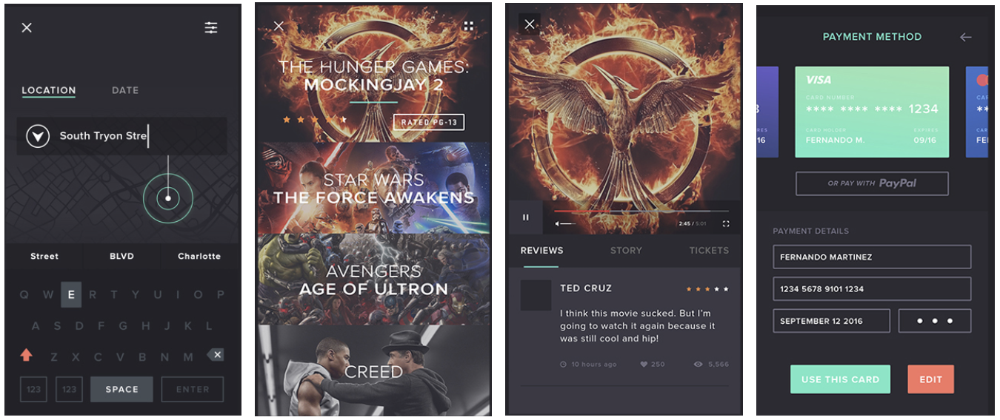 LOCATION DATE
South Tryon Stre
Street BLVD Charlotte
Q W E R T Y U I O P
A S D F G H J K L
Z X C V B N M
123 123 SPACE ENTER
THE HUNGER GAMES:
MOCKINGJAY 2
RATED PG-13
STAR WARS
THE FORCE AWAKENS
AVENGERS
AGE OF ULTRON
CREED
2:45 / 5:01
REVIEWS STORY TICKETS
TED CRUZ
I think this movie sucked. But I'm
going to watch it again because it
was still cool and hip!
10 hours ago 250 5,566
PAYMENT METHOD
VISA
CARD NUMBER
**** **** **** 1234
CARD HOLDER EXPIRES
FERNANDO M. 09/16
16
OR PAY WITH PayPal
PAYMENT DETAILS
FERNANDO MARTINEZ
1234 5678 9101 1234
SEPTEMBER 12 2016
USE THIS CARD EDIT